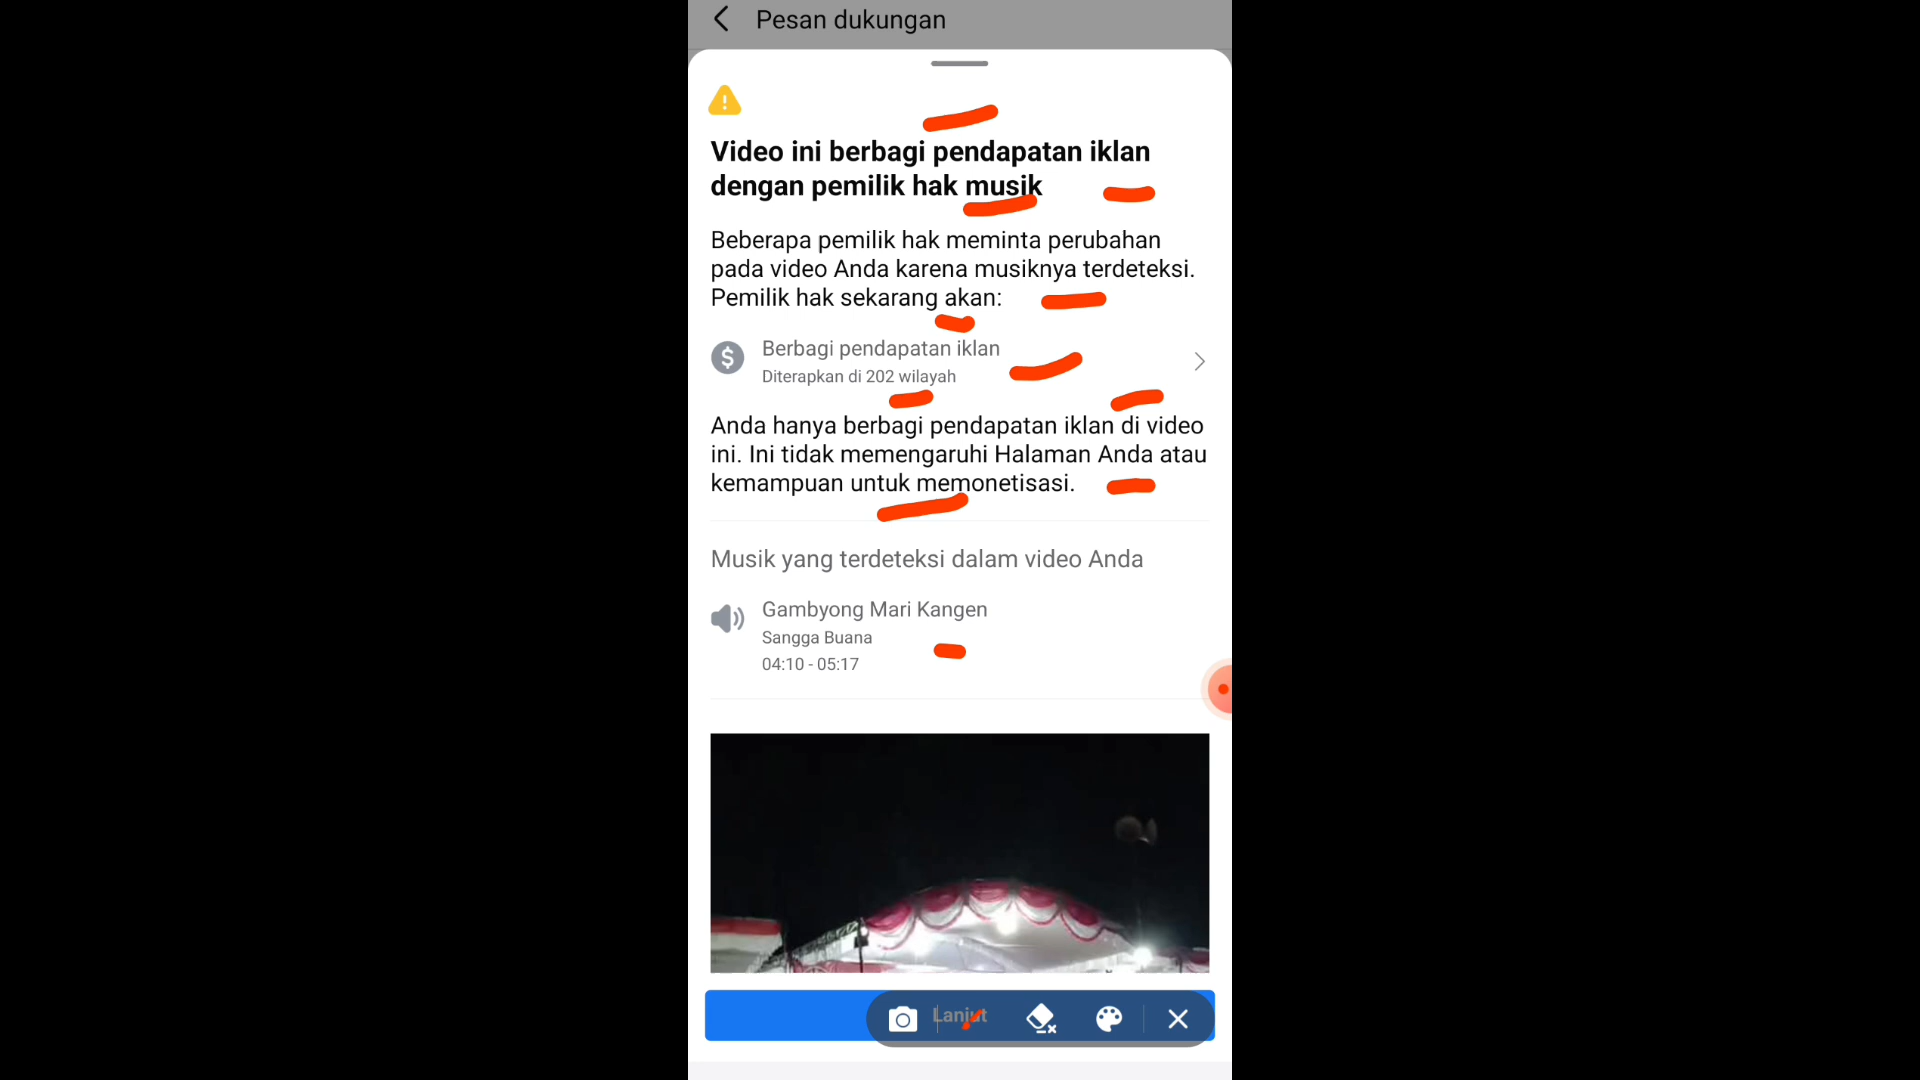 Pesan dukungan
Video ini berbagi pendapatan iklan
dengan pemilik hak musik
Beberapa pemilik hak meminta perubahan
pada video Anda karena musiknya terdeteksi.
Pemilik hak sekarang akan:
Berbagi pendapatan iklan
Diterapkan di 202 wilayah
Anda hanya berbagi pendapatan iklan di video
ini. Ini tidak memengaruhi Halaman Anda atau
kemampuan untuk memonetisasi.
Musik yang terdeteksi dalam video Anda
Gambyong Mari Kangen
Sangga Buana
04:10 - 05:17
Lanjut